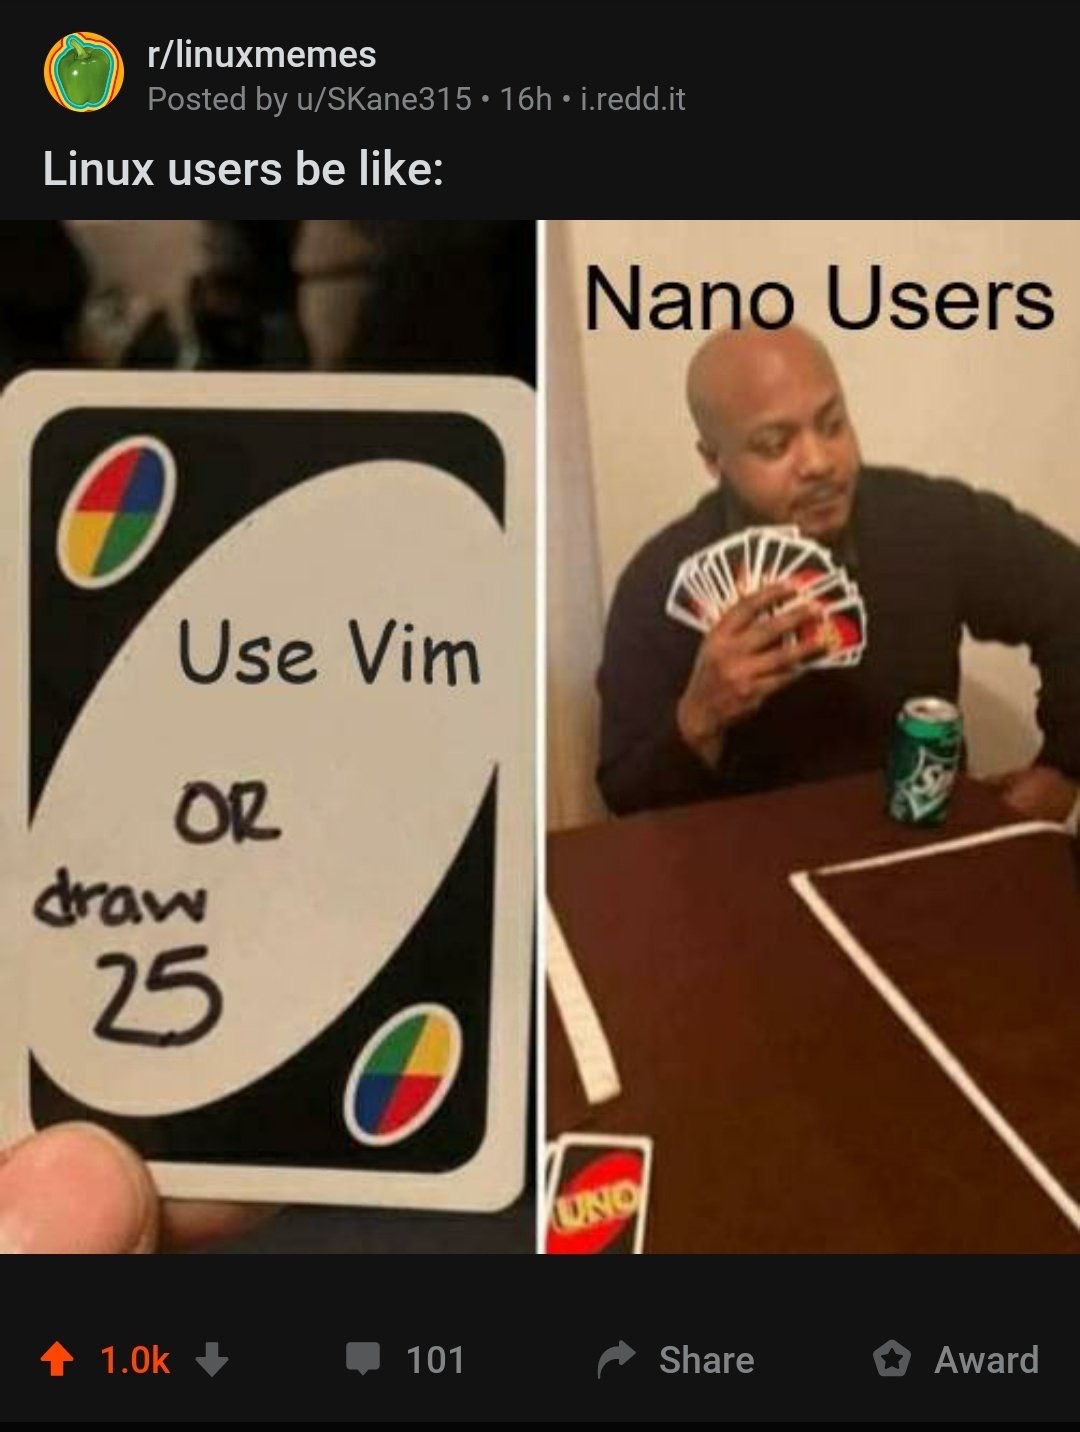 r/linuxmemes
Posted by u/SKane315 • 16h • i.redd.it
Linux users be like:
Use Vim
OR
draw
25
Nano Users
UNO
1.0k
101
Share
Award